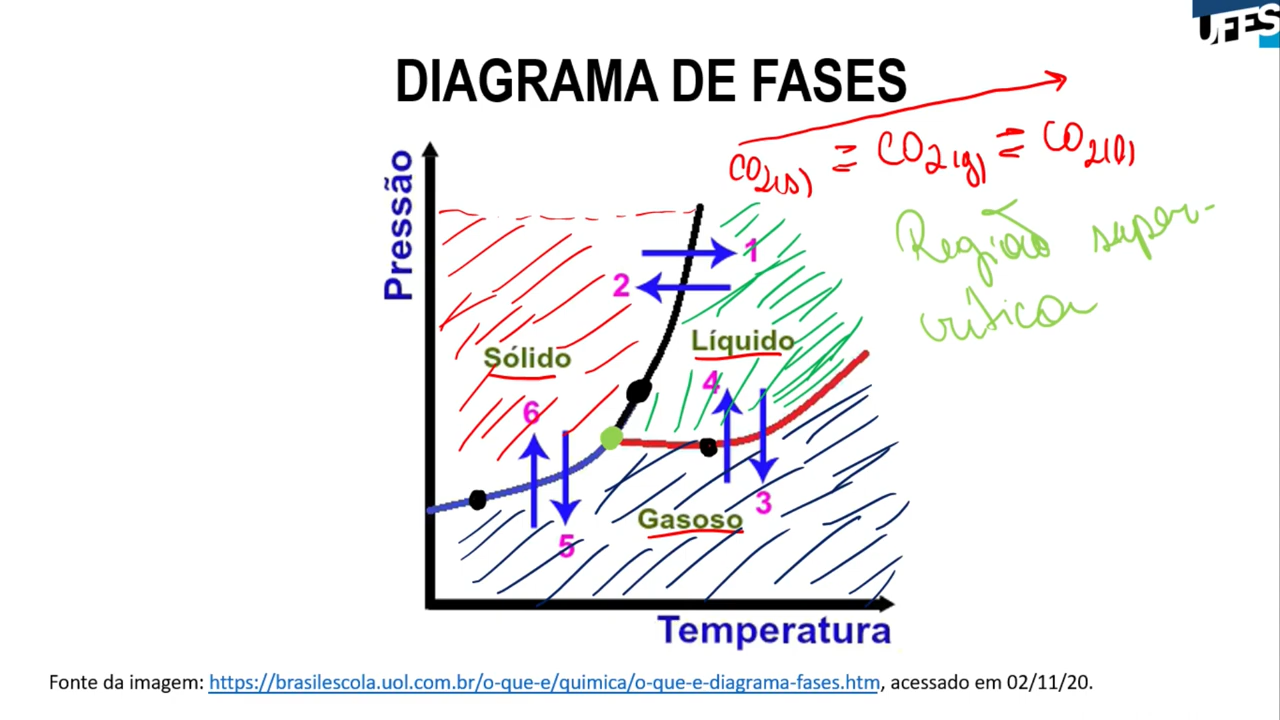 UFES
DIAGRAMA DE FASES
CO2(s) ⇌ CO2(g) ⇌ CO2(l)
Região super-
crítica
Pressão
1
2
Sólido
Líquido
6
4
Gasoso
3
5
Temperatura
Fonte da imagem: https://brasilescola.uol.com.br/o-que-e/quimica/o-que-e-diagrama-fases.htm, acessado em 02/11/20.